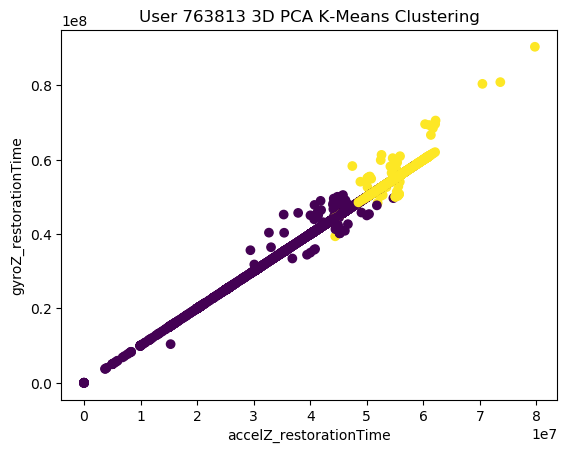 User 763813 3D PCA K-Means Clustering
1e8
0.8
0.6
0.4
0.2
0.0
gyroZ_restorationTime
0 1 2 3 4 5 6 7 8
1e7
accelZ_restorationTime